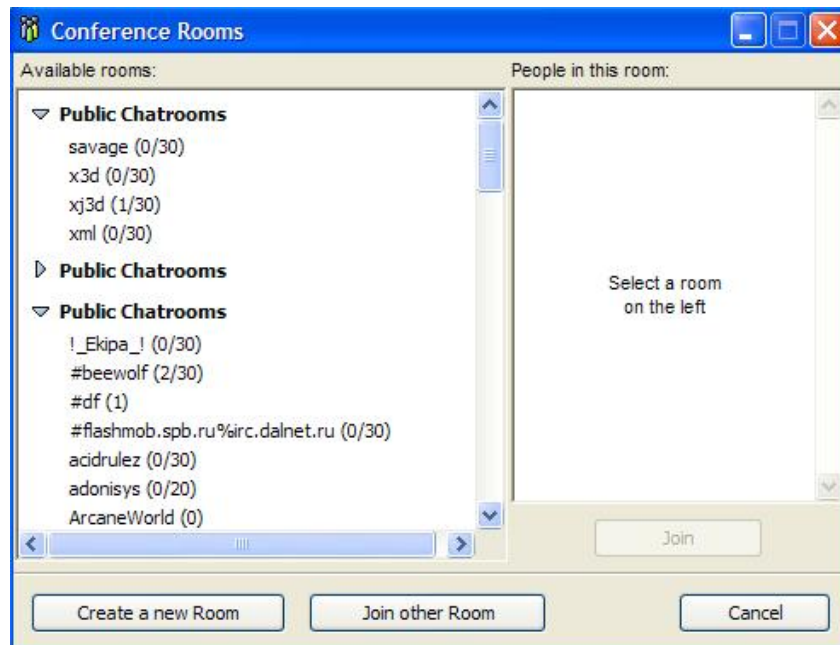 Conference Rooms
Available rooms:
People in this room:
Public Chatrooms
savage (0/30)
x3d (0/30)
xj3d (1/30)
xml (0/30)
Public Chatrooms
Public Chatrooms
!_Ekipa_! (0/30)
#beewolf (2/30)
#df (1)
#flashmob.spb.ru%irc.dalnet.ru (0/30)
acidrulez (0/30)
adonisys (0/20)
ArcaneWorld (0)
Select a room
on the left
Join
Create a new Room
Join other Room
Cancel